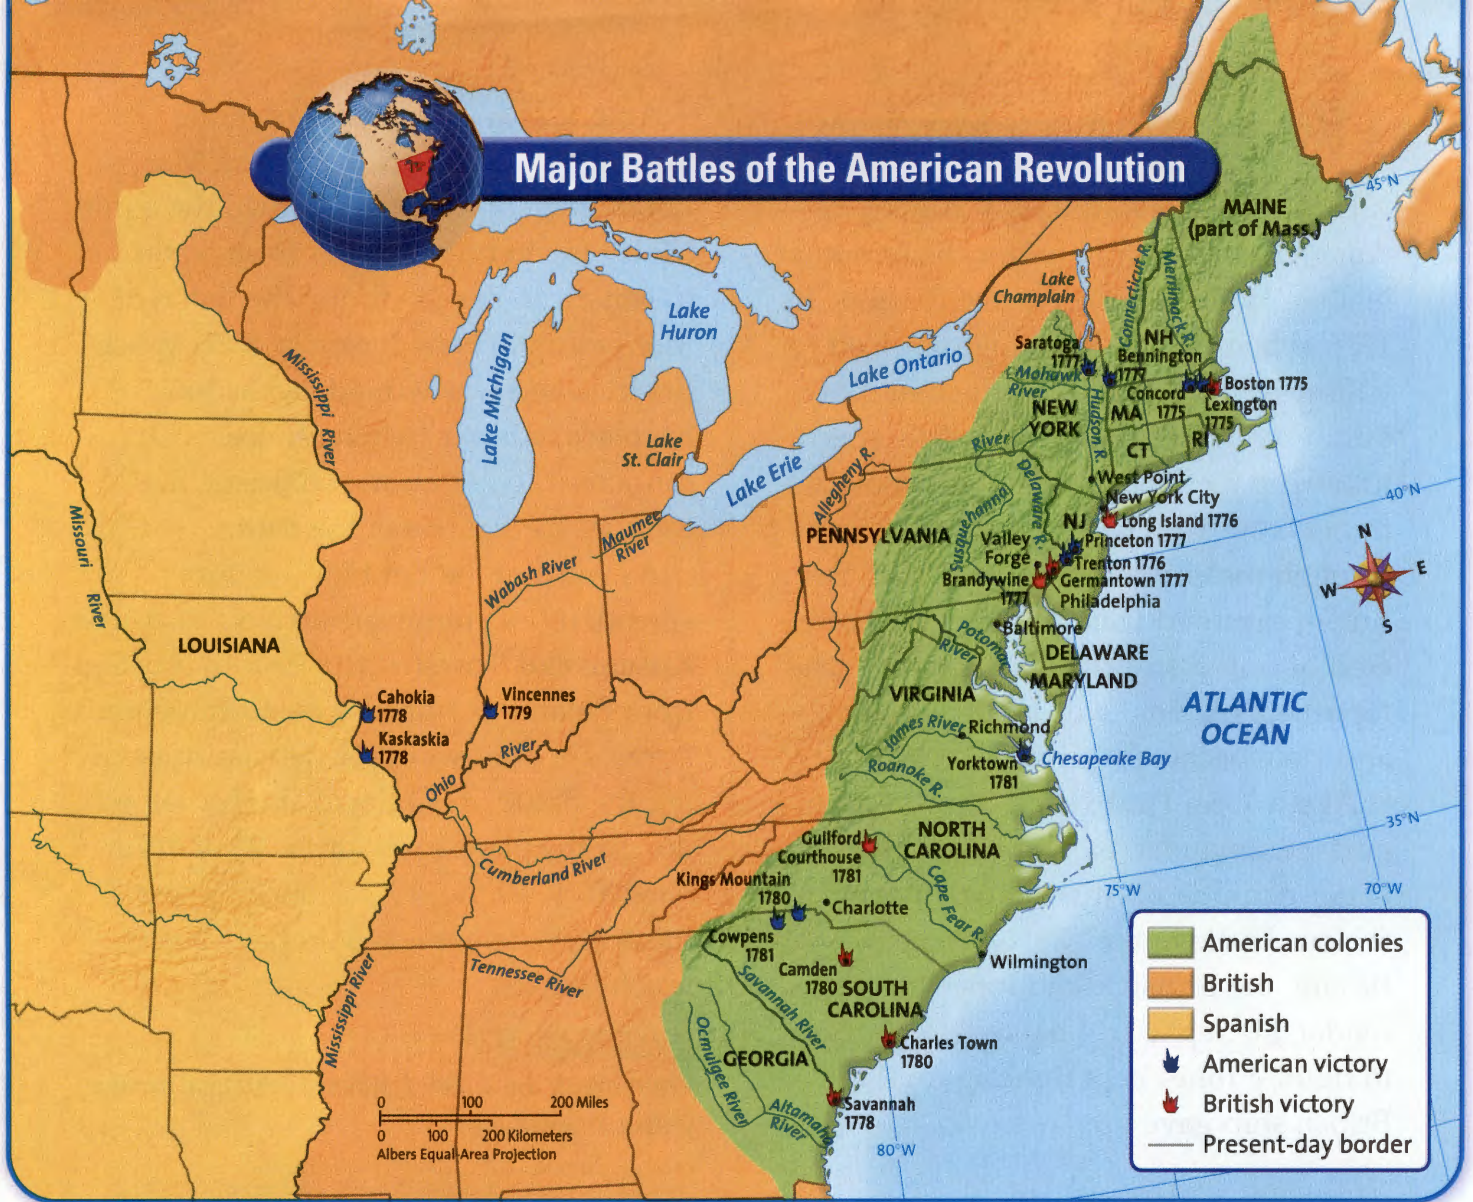 Major Battles of the American Revolution
45°N
MAINE
(part of Mass.)
Lake
Champlain
Connecticut R.
Merrimack R.
Lake
Huron
Lake Michigan
Mississippi River
Lake Ontario
Saratoga
1777
Mohawk
River
NH
Bennington
1777
Concord
1775
Boston 1775
Lexington
1775
NEW
YORK
Hudson R.
MA
CT
RI
Lake
St. Clair
Lake Erie
Allegheny R.
Susquehanna River
Delaware R.
West Point
New York City
40°N
Missouri River
Maumee
River
PENNSYLVANIA
NJ
Long Island 1776
Princeton 1777
Valley
Forge
Trenton 1776
Brandywine
1777
Germantown 1777
Philadelphia
Wabash River
N
E
W
S
Baltimore
Potomac
River
DELAWARE
MARYLAND
LOUISIANA
VIRGINIA
Cahokia
1778
Vincennes
1779
Kaskaskia
1778
ATLANTIC
OCEAN
James River
Richmond
Yorktown
1781
Chesapeake Bay
Ohio River
Roanoke R.
35°N
Guilford
Courthouse
1781
NORTH
CAROLINA
Cumberland River
Kings Mountain
1780
Charlotte
Cape Fear R.
75°W
70°W
Cowpens
1781
Wilmington
Camden
1780
SOUTH
CAROLINA
Tennessee River
Mississippi River
Savannah River
Ocmulgee River
GEORGIA
Charles Town
1780
Savannah
1778
Altamaha
River
80°W
0 100 200 Miles
0 100 200 Kilometers
Albers Equal-Area Projection
American colonies
British
Spanish
American victory
British victory
Present-day border